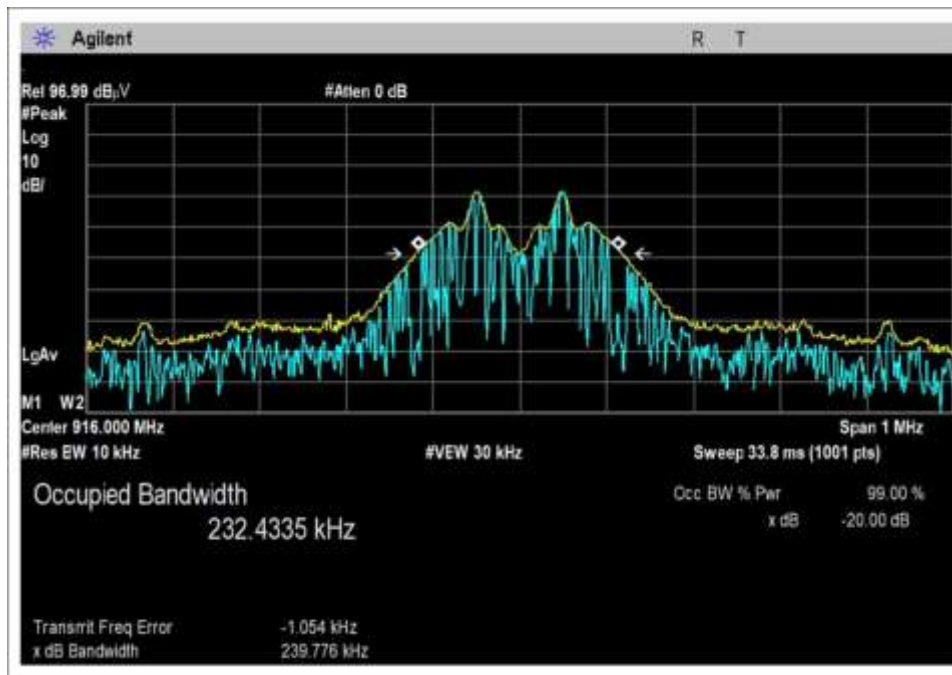 Agilent R T
Ref 96.99 dBµV #Atten 0 dB
#Peak
Log
10
dB/
LgAv
M1 W2
Center 916.000 MHz Span 1 MHz
#Res BW 10 kHz #VBW 30 kHz Sweep 33.8 ms (1001 pts)
Occupied Bandwidth Occ BW % Pwr 99.00 %
232.4335 kHz x dB -20.00 dB
Transmit Freq Error -1.054 kHz
x dB Bandwidth 239.776 kHz